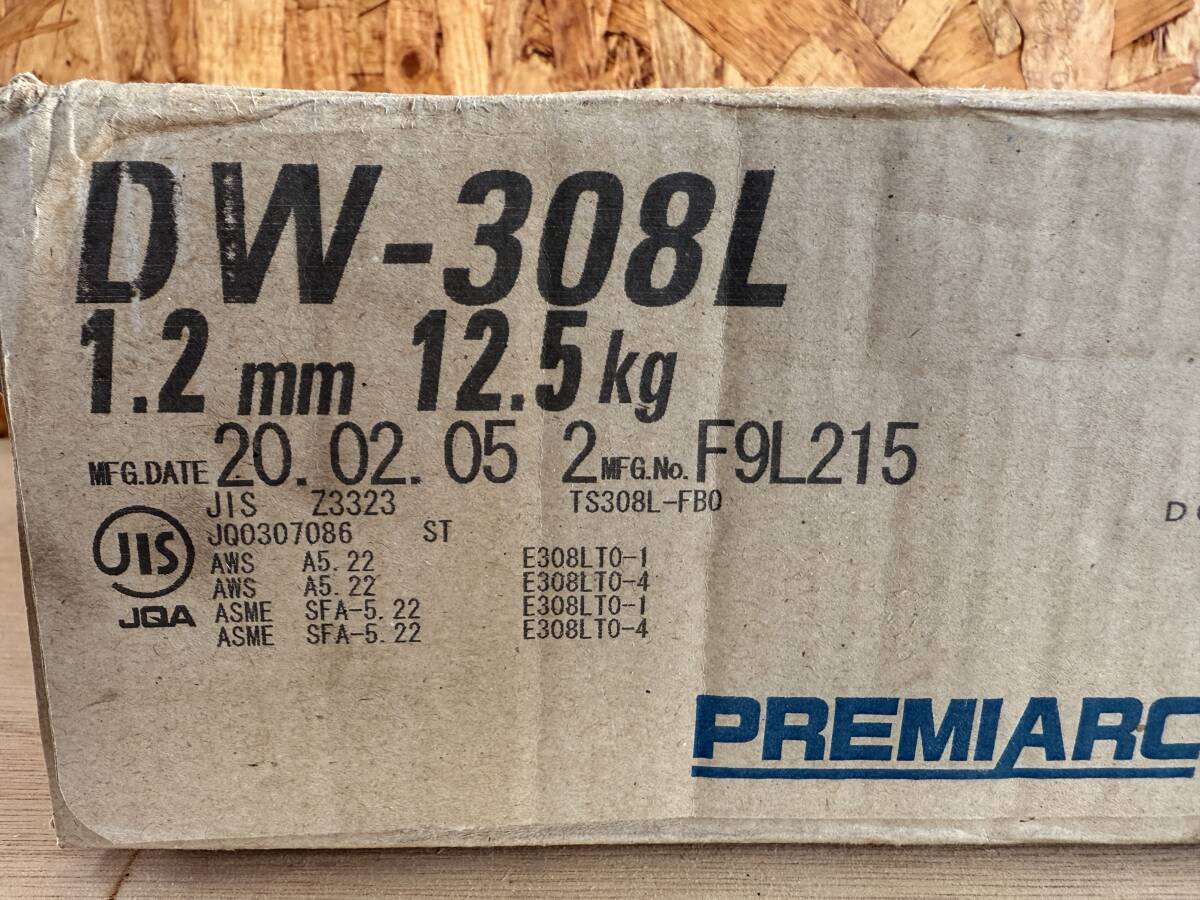 DW-308L
1.2 mm 12.5 kg
MFG.DATE 20.02.05 2 MFG.No. F9L215
JIS Z3323 TS308L-FB0
JQ0307086 ST
JIS
AWS A5.22 E308LT0-1
AWS A5.22 E308LT0-4
JQA
ASME SFA-5.22 E308LT0-1
ASME SFA-5.22 E308LT0-4
PREMIARC